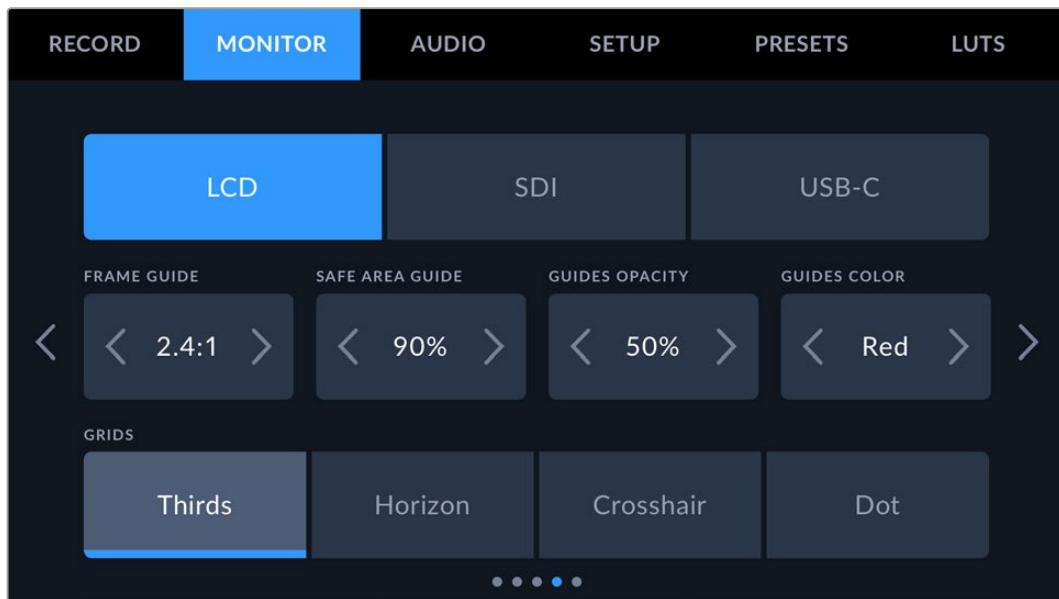 RECORD MONITOR AUDIO SETUP PRESETS LUTS
LCD SDI USB-C
FRAME GUIDE SAFE AREA GUIDE GUIDES OPACITY GUIDES COLOR
2.4:1 90% 50% Red
GRIDS
Thirds Horizon Crosshair Dot